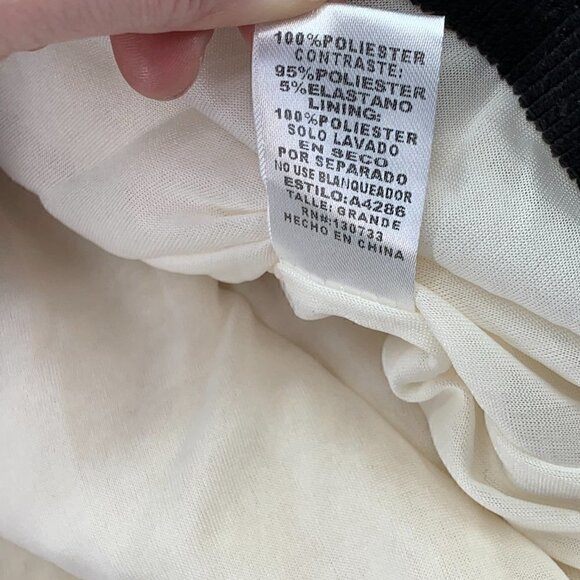 100%POLIESTER
CONTRASTE:
95%POLIESTER
5%ELASTANO
LINING:
100%POLIESTER
SOLO LAVADO
EN SECO
POR SEPARADO
NO USE BLANQUEADOR
ESTILO:A4286
TALLE: GRANDE
RN#:130733
HECHO EN CHINA